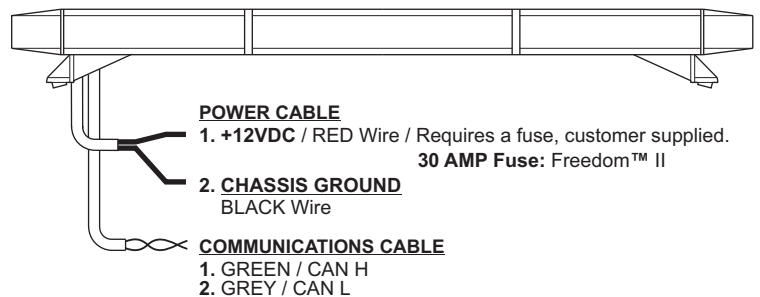 POWER CABLE
1. +12VDC / RED Wire / Requires a fuse, customer supplied.
30 AMP Fuse: Freedom™ II
2. CHASSIS GROUND
BLACK Wire
COMMUNICATIONS CABLE
1. GREEN / CAN H
2. GREY / CAN L